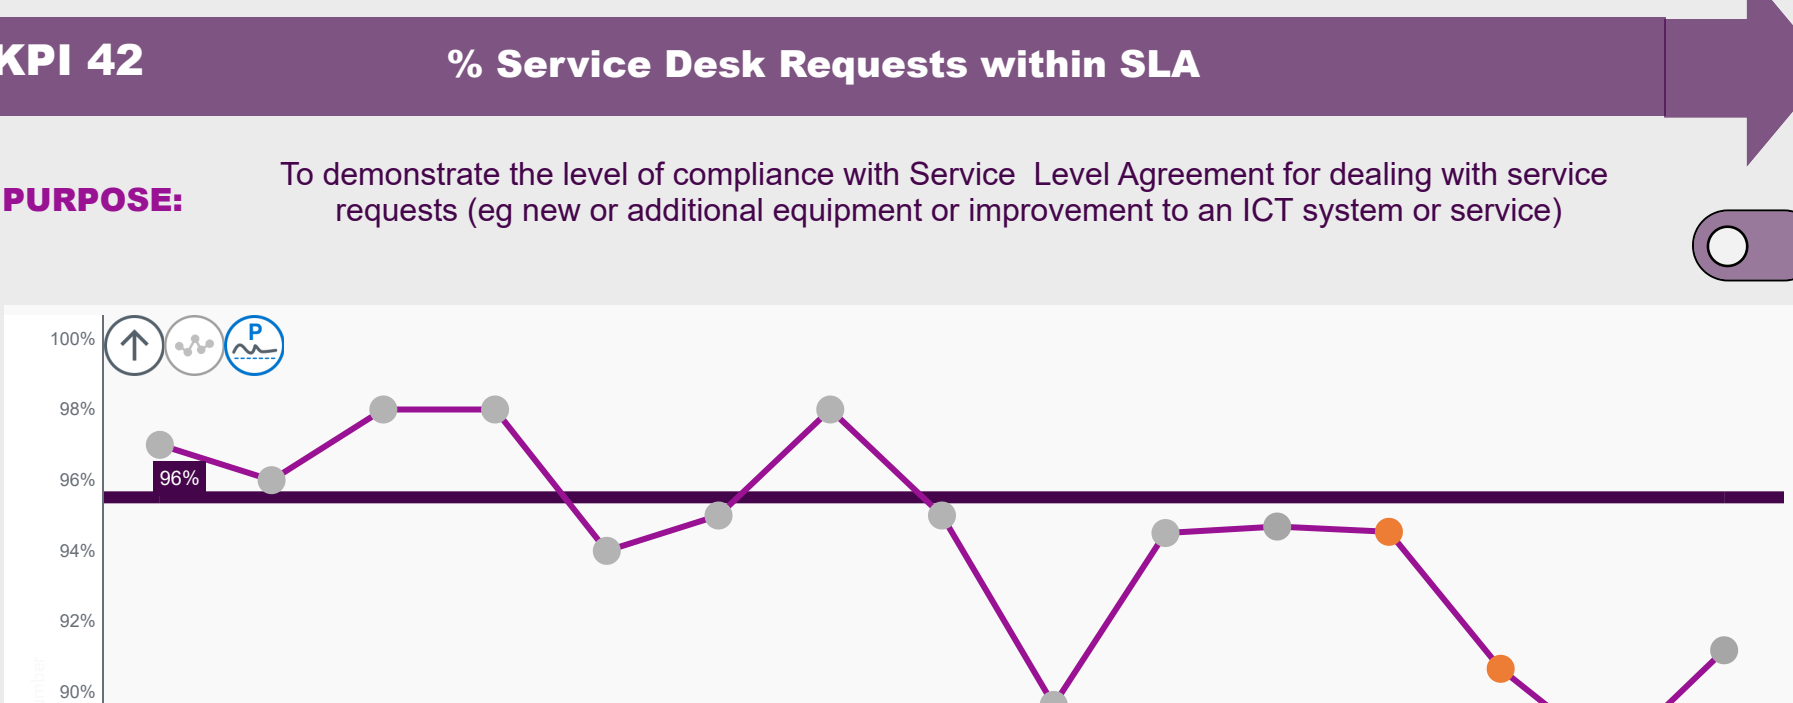 KPI 42
% Service Desk Requests within SLA
PURPOSE:
To demonstrate the level of compliance with Service  Level Agreement for dealing with service
requests (eg new or additional equipment or improvement to an ICT system or service)
P
100%
98%
96%
96%
94%
92%
90%